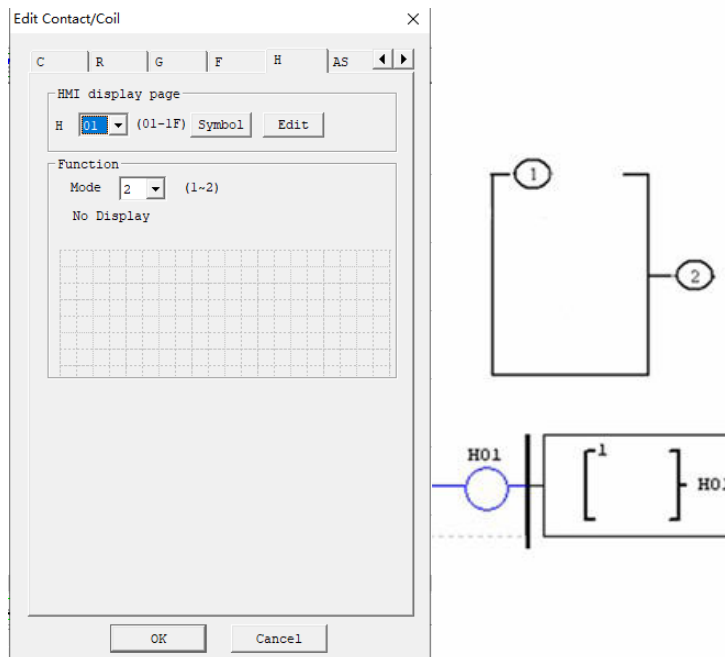 Edit Contact/Coil
C R G F H AS
HMI display page
H 01 (01-1F) Symbol Edit
Function
Mode 2 (1~2)
No Display
OK Cancel
1
2
H01
1
H01